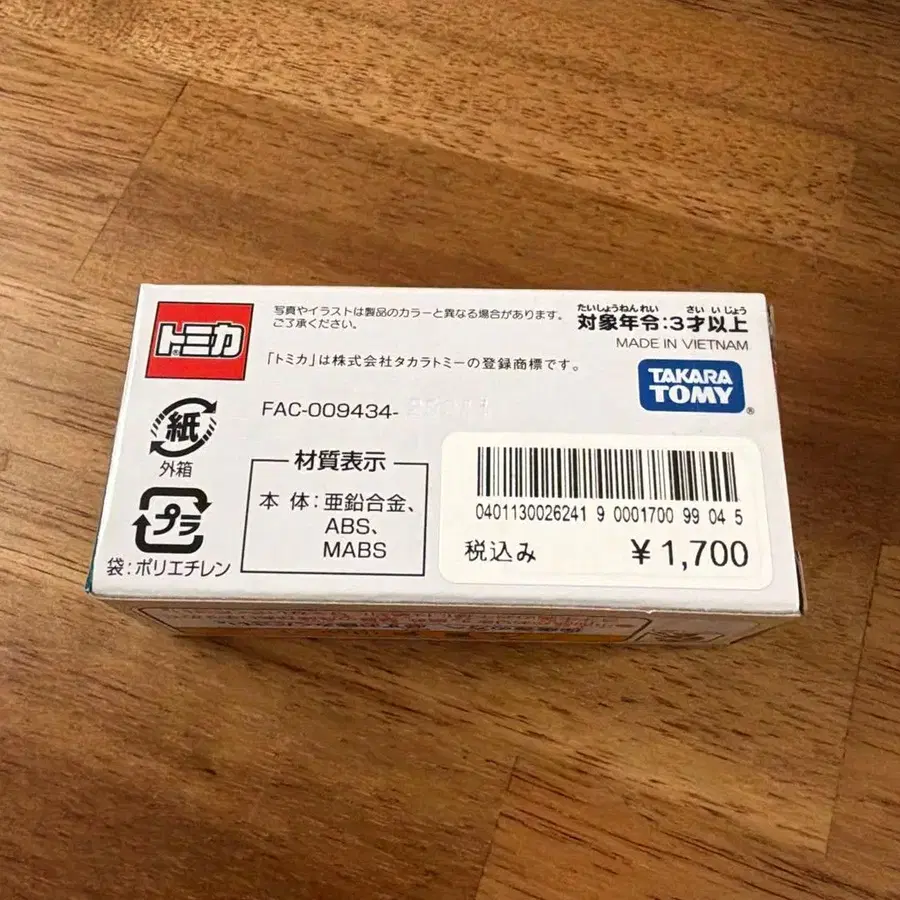 トミカ
写真やイラストは製品のカラーと異なる場合があります。
ご了承ください。
たいしょうねんれい さい いじょう
対象年令:3才以上
MADE IN VIETNAM
「トミカ」は株式会社タカラトミーの登録商標です。
TAKARA
TOMY
FAC-009434-
紙
外箱
プラ
袋:ポリエチレン
材質表示
本 体:亜鉛合金、
ABS、
MABS
0401130026241 9 0001700 99 04 5
税込み ¥1,700